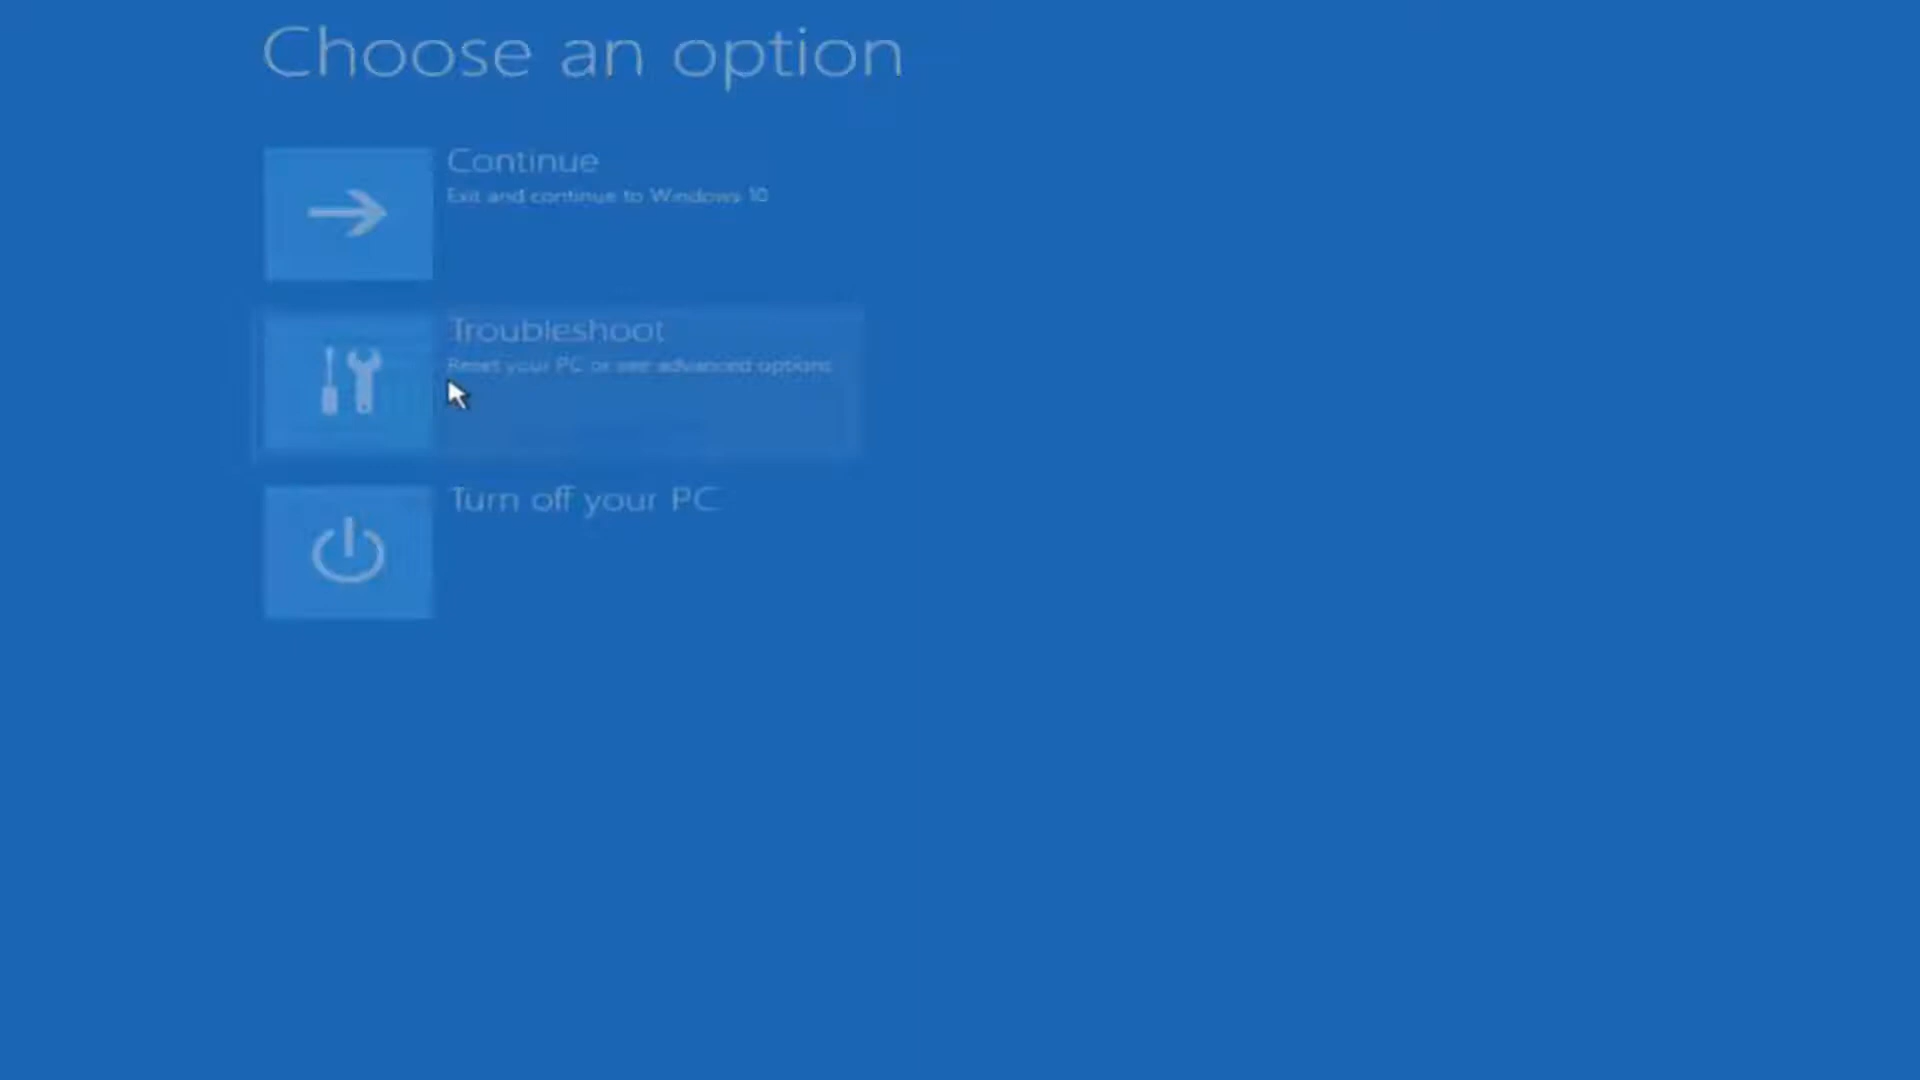 Choose an option
Continue
Exit and continue to Windows 10
Troubleshoot
Reset your PC or see advanced options
Turn off your PC